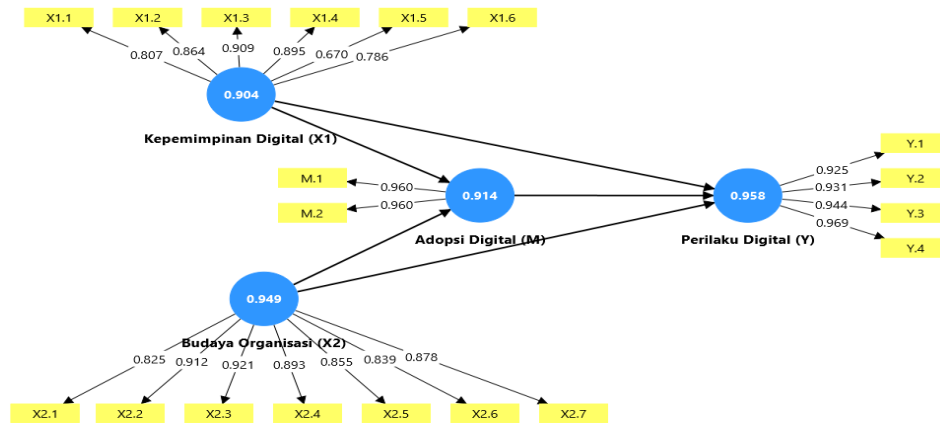 X1.1 X1.2 X1.3 X1.4 X1.5 X1.6
0.807 0.864 0.909 0.895 0.670 0.786
0.904
Kepemimpinan Digital (X1)
M.1
M.2
0.960
0.960
0.914
Adopsi Digital (M)
0.958
Perilaku Digital (Y)
0.925
0.931
0.944
0.969
Y.1
Y.2
Y.3
Y.4
0.949
Budaya Organisasi (X2)
0.825 0.912 0.921 0.893 0.855 0.839 0.878
X2.1 X2.2 X2.3 X2.4 X2.5 X2.6 X2.7